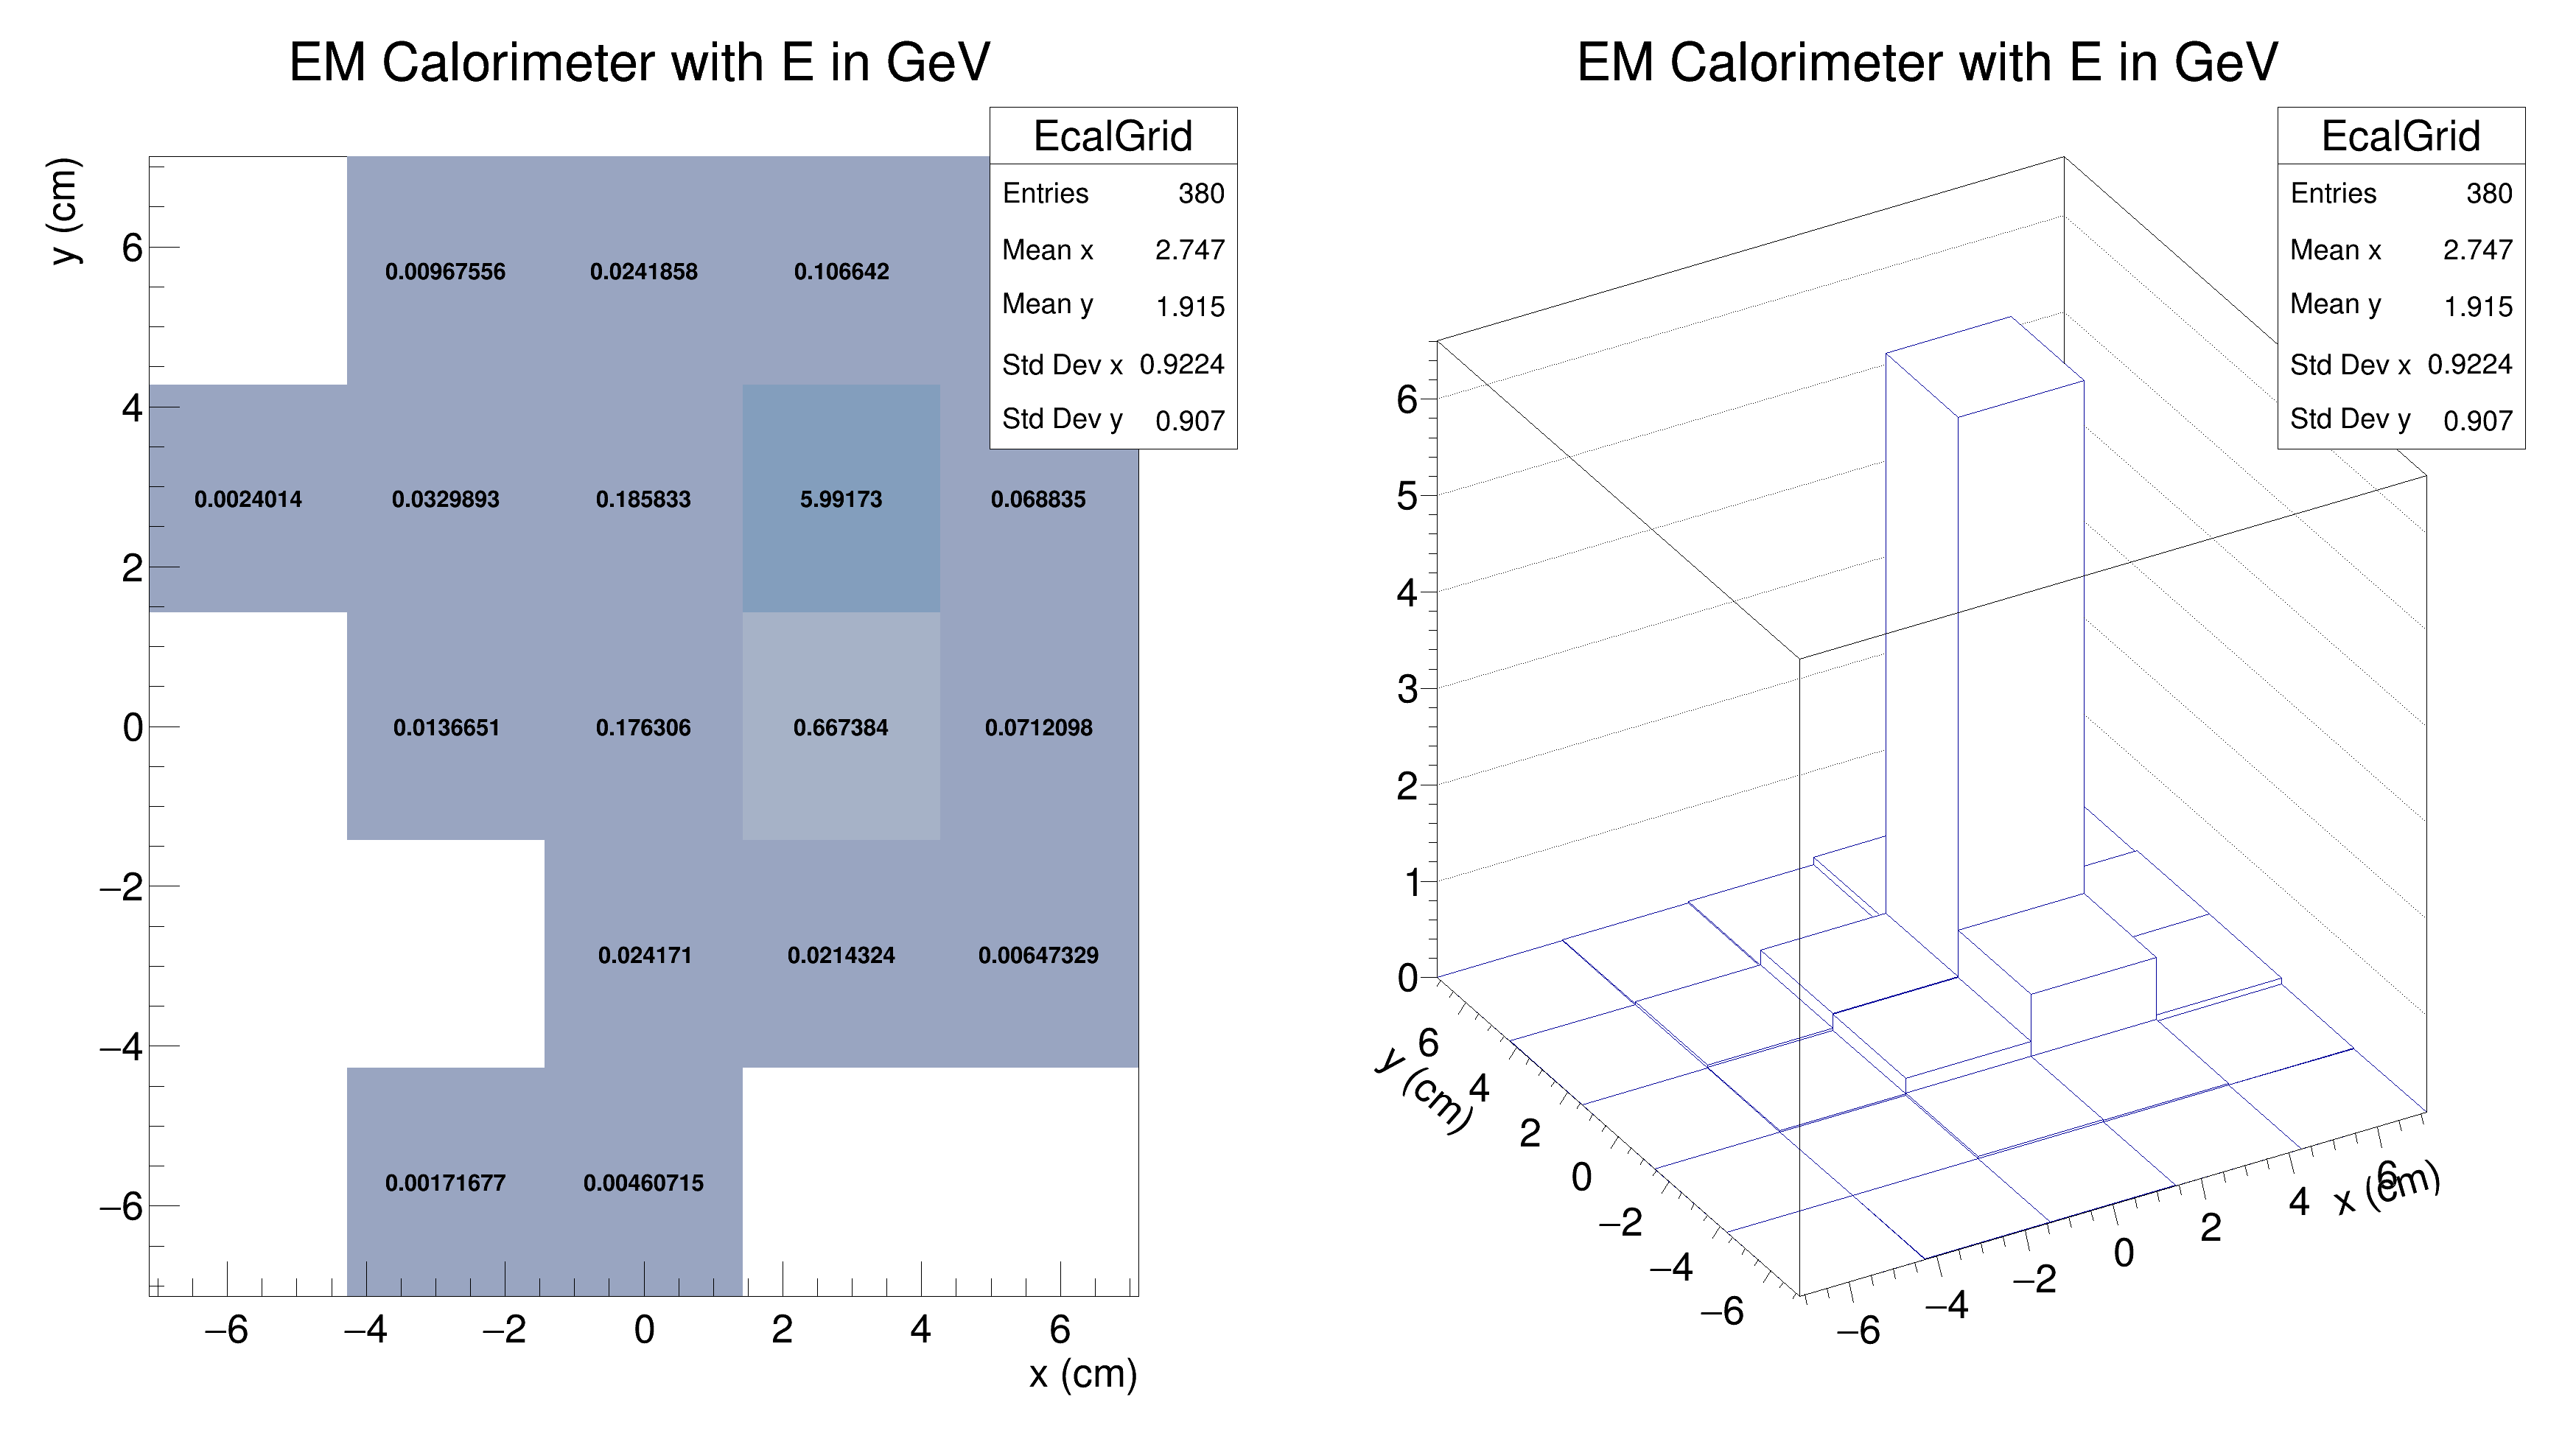 EM Calorimeter with E in GeV
EcalGrid
Entries 380
Mean x 2.747
Mean y 1.915
Std Dev x 0.9224
Std Dev y 0.907
y (cm)
6
4
2
0
−2
−4
−6
0.00967556 0.0241858 0.106642
0.0024014 0.0329893 0.185833 5.99173 0.068835
0.0136651 0.176306 0.667384 0.0712098
0.024171 0.0214324 0.00647329
0.00171677 0.00460715
−6 −4 −2 0 2 4 6
x (cm)
EM Calorimeter with E in GeV
EcalGrid
Entries 380
Mean x 2.747
Mean y 1.915
Std Dev x 0.9224
Std Dev y 0.907
6
5
4
3
2
1
0
y (cm)
6
4
2
0
−2
−4
−6
−6 −4 −2 0 2 4 6
x (cm)